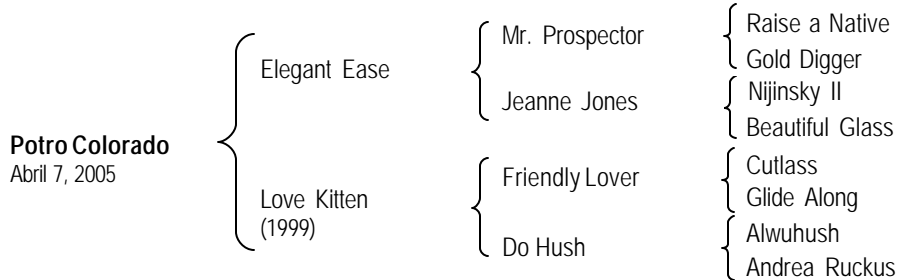 Potro Colorado
Abril 7, 2005
Elegant Ease
Love Kitten
(1999)
Mr. Prospector
Jeanne Jones
Friendly Lover
Do Hush
Raise a Native
Gold Digger
Nijinsky II
Beautiful Glass
Cutlass
Glide Along
Alwuhush
Andrea Ruckus